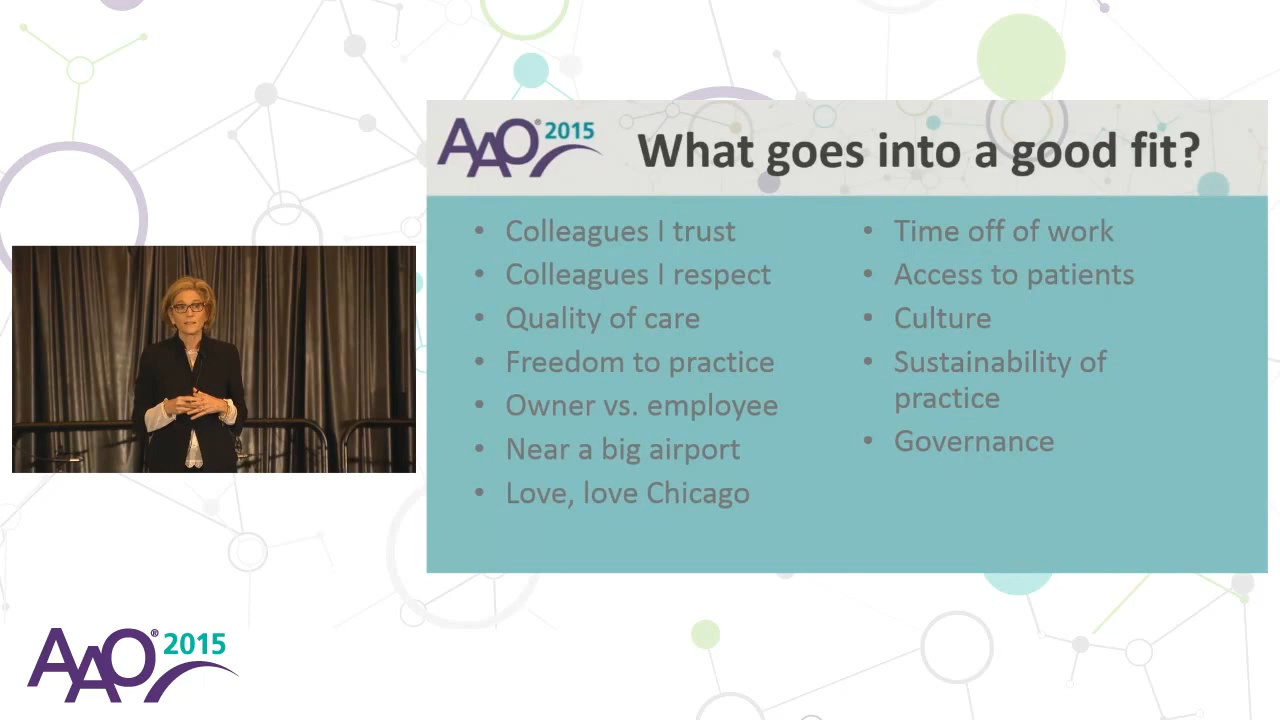 AAO® 2015
What goes into a good fit?
• Colleagues I trust
• Colleagues I respect
• Quality of care
• Freedom to practice
• Owner vs. employee
• Near a big airport
• Love, love Chicago
• Time off of work
• Access to patients
• Culture
• Sustainability of
practice
• Governance
AAO® 2015